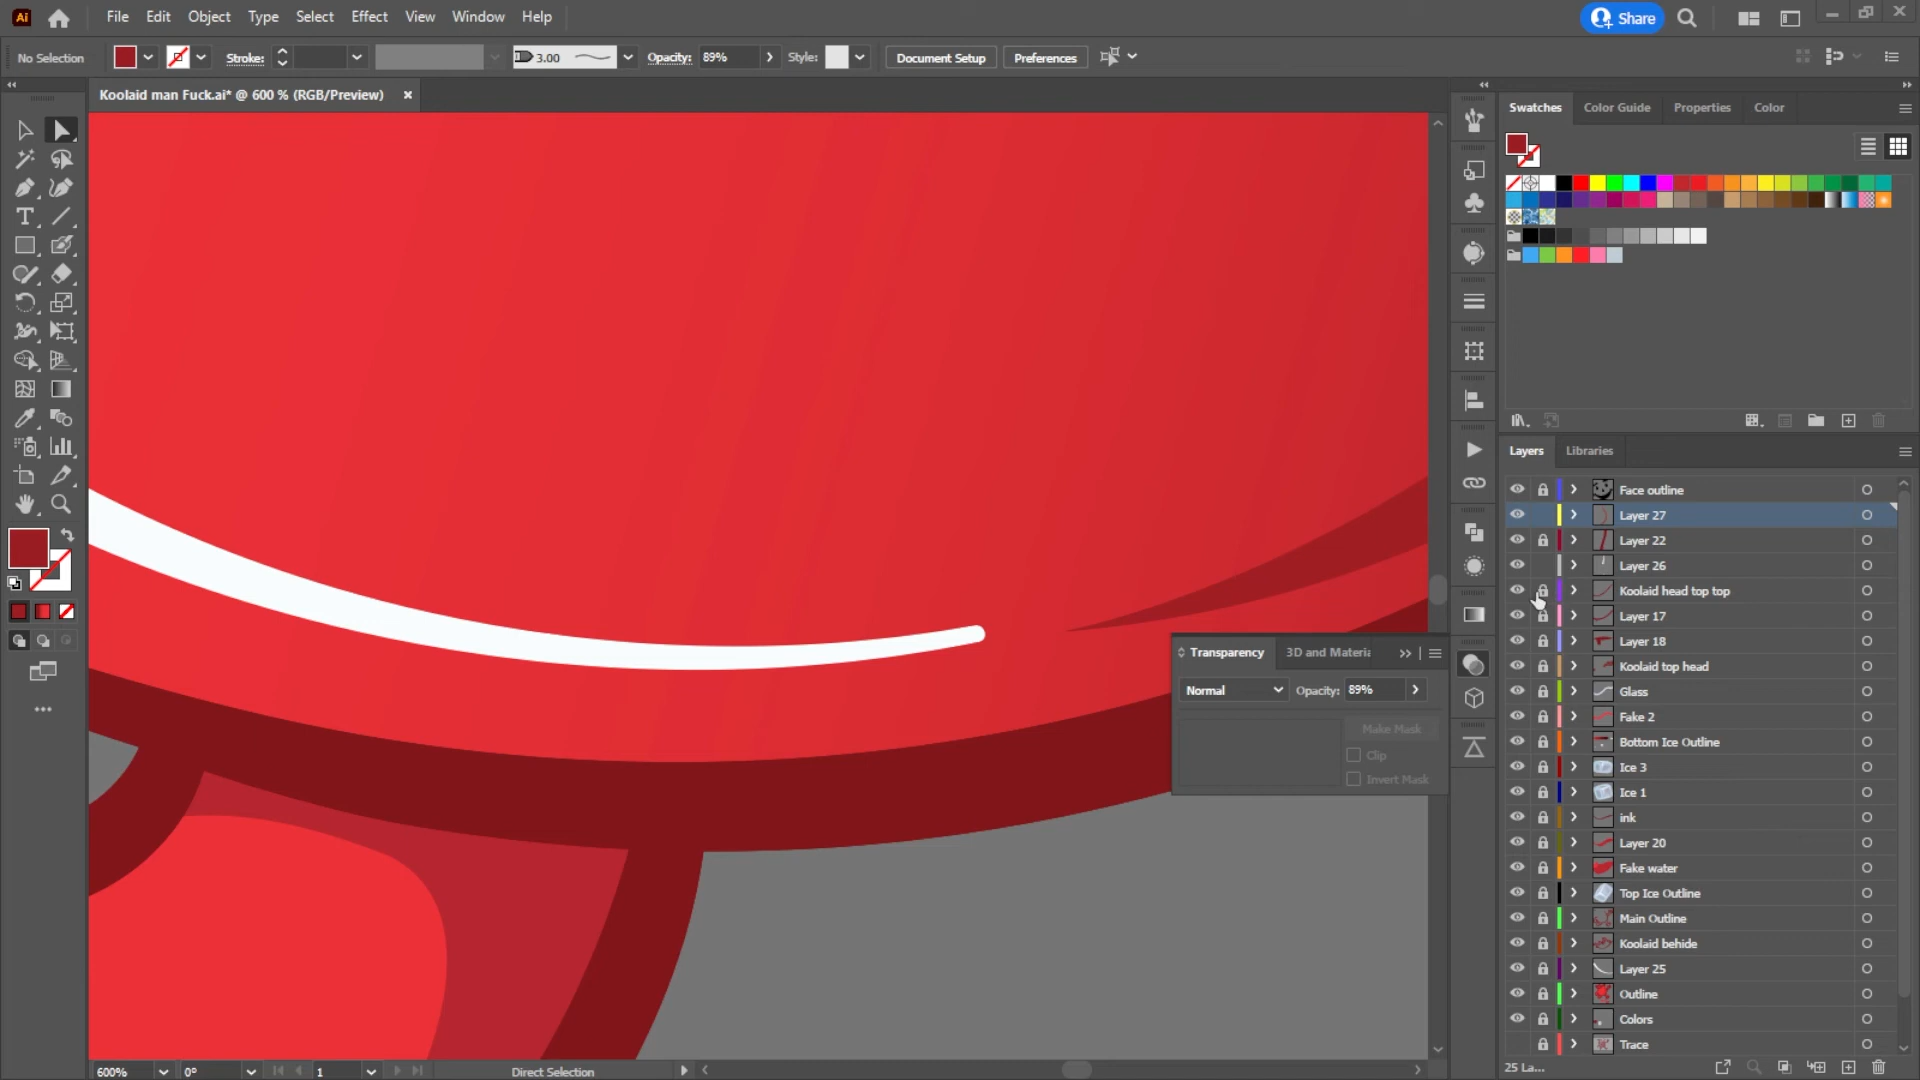 Ai File Edit Object Type Select Effect View Window Help Share
No Selection Stroke: 3.00 Opacity: 89% Style: Document Setup Preferences
Koolaid man Fuck.ai* @ 600 % (RGB/Preview) ×
Swatches Color Guide Properties Color
Layers Libraries
Face outline
Layer 27
Layer 22
Layer 26
Koolaid head top top
Layer 17
Layer 18
Koolaid top head
Glass
Fake 2
Bottom Ice Outline
Ice 3
Ice 1
ink
Layer 20
Fake water
Top Ice Outline
Main Outline
Koolaid behide
Layer 25
Outline
Colors
Trace
25 La...
Transparency 3D and Materia
Normal Opacity: 89%
Make Mask
Clip
Invert Mask
600% 0° 1 Direct Selection